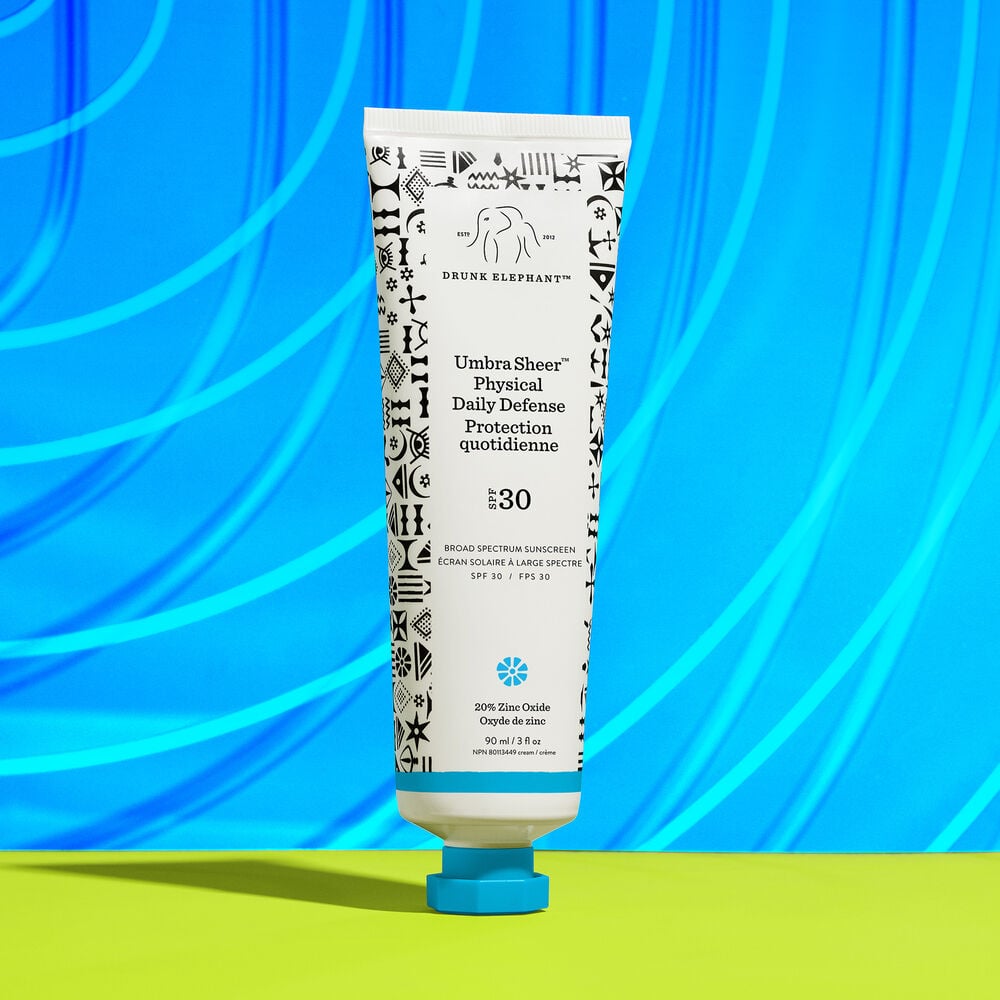 ESTD 2012
DRUNK ELEPHANT™
Umbra Sheer™
Physical
Daily Defense
Protection
quotidienne
SPF 30
BROAD SPECTRUM SUNSCREEN
ÉCRAN SOLAIRE À LARGE SPECTRE
SPF 30 / FPS 30
20% Zinc Oxide
Oxyde de zinc
90 ml / 3 fl oz
NPN 80113449 cream / crème